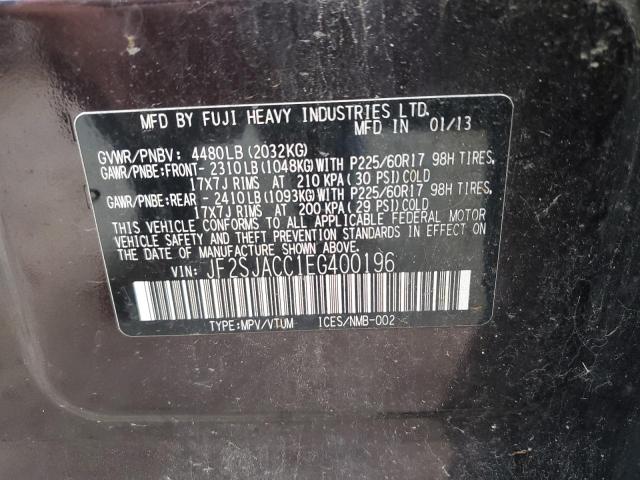 MFD BY FUJI HEAVY INDUSTRIES LTD.
MFD IN 01/13
GVWR/PNBV: 4480LB(2032KG)
GAWR/PNBE:FRONT- 2310LB(1048KG)WITH P225/60R17 98H TIRES,
17X7J RIMS AT 210 KPA(30 PSI)COLD
GAWR/PNBE:REAR - 2410LB(1093KG)WITH P225/60R17 98H TIRES,
17X7J RIMS AT 200 KPA(29 PSI)COLD
THIS VEHICLE CONFORMS TO ALL APPLICABLE FEDERAL MOTOR
VEHICLE SAFETY AND THEFT PREVENTION STANDARDS IN EFFECT
ON THE DATE OF MANUFACTURE SHOWN ABOVE.
VIN: JF2SJACC1EG400196
TYPE:MPV/VTUM ICES/NMB-002